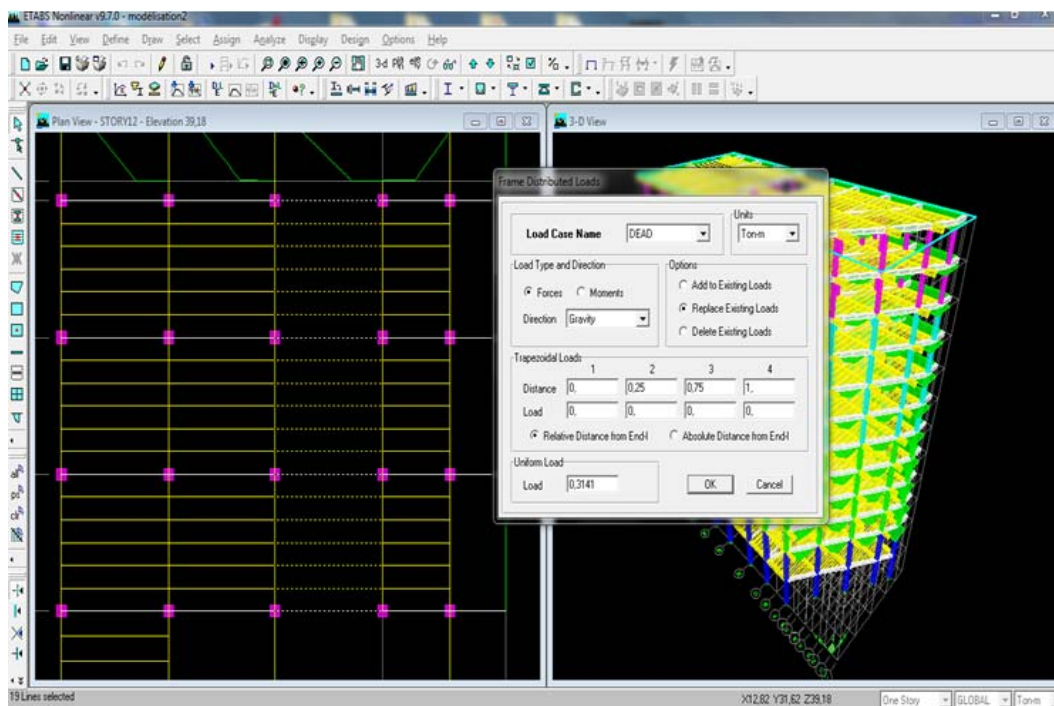 ETABS Nonlinear v9.7.0 - modélisation2
File Edit View Define Draw Select Assign Analyze Display Design Options Help
3-d
Plan View - STORY12 - Elevation 39,18
3-D View
Frame Distributed Loads
Units
Load Case Name DEAD Ton-m
Load Type and Direction
Options
Forces Moments
Add to Existing Loads
Direction Gravity
Replace Existing Loads
Delete Existing Loads
Trapezoidal Loads
1 2 3 4
Distance 0, 0,25 0,75 1,
Load 0, 0, 0, 0,
Relative Distance from End-I Absolute Distance from End-I
Uniform Load
Load 0,3141 OK Cancel
all
ps
clr
19 Lines selected X12,82 Y31,62 Z39,18 One Story GLOBAL Ton-m